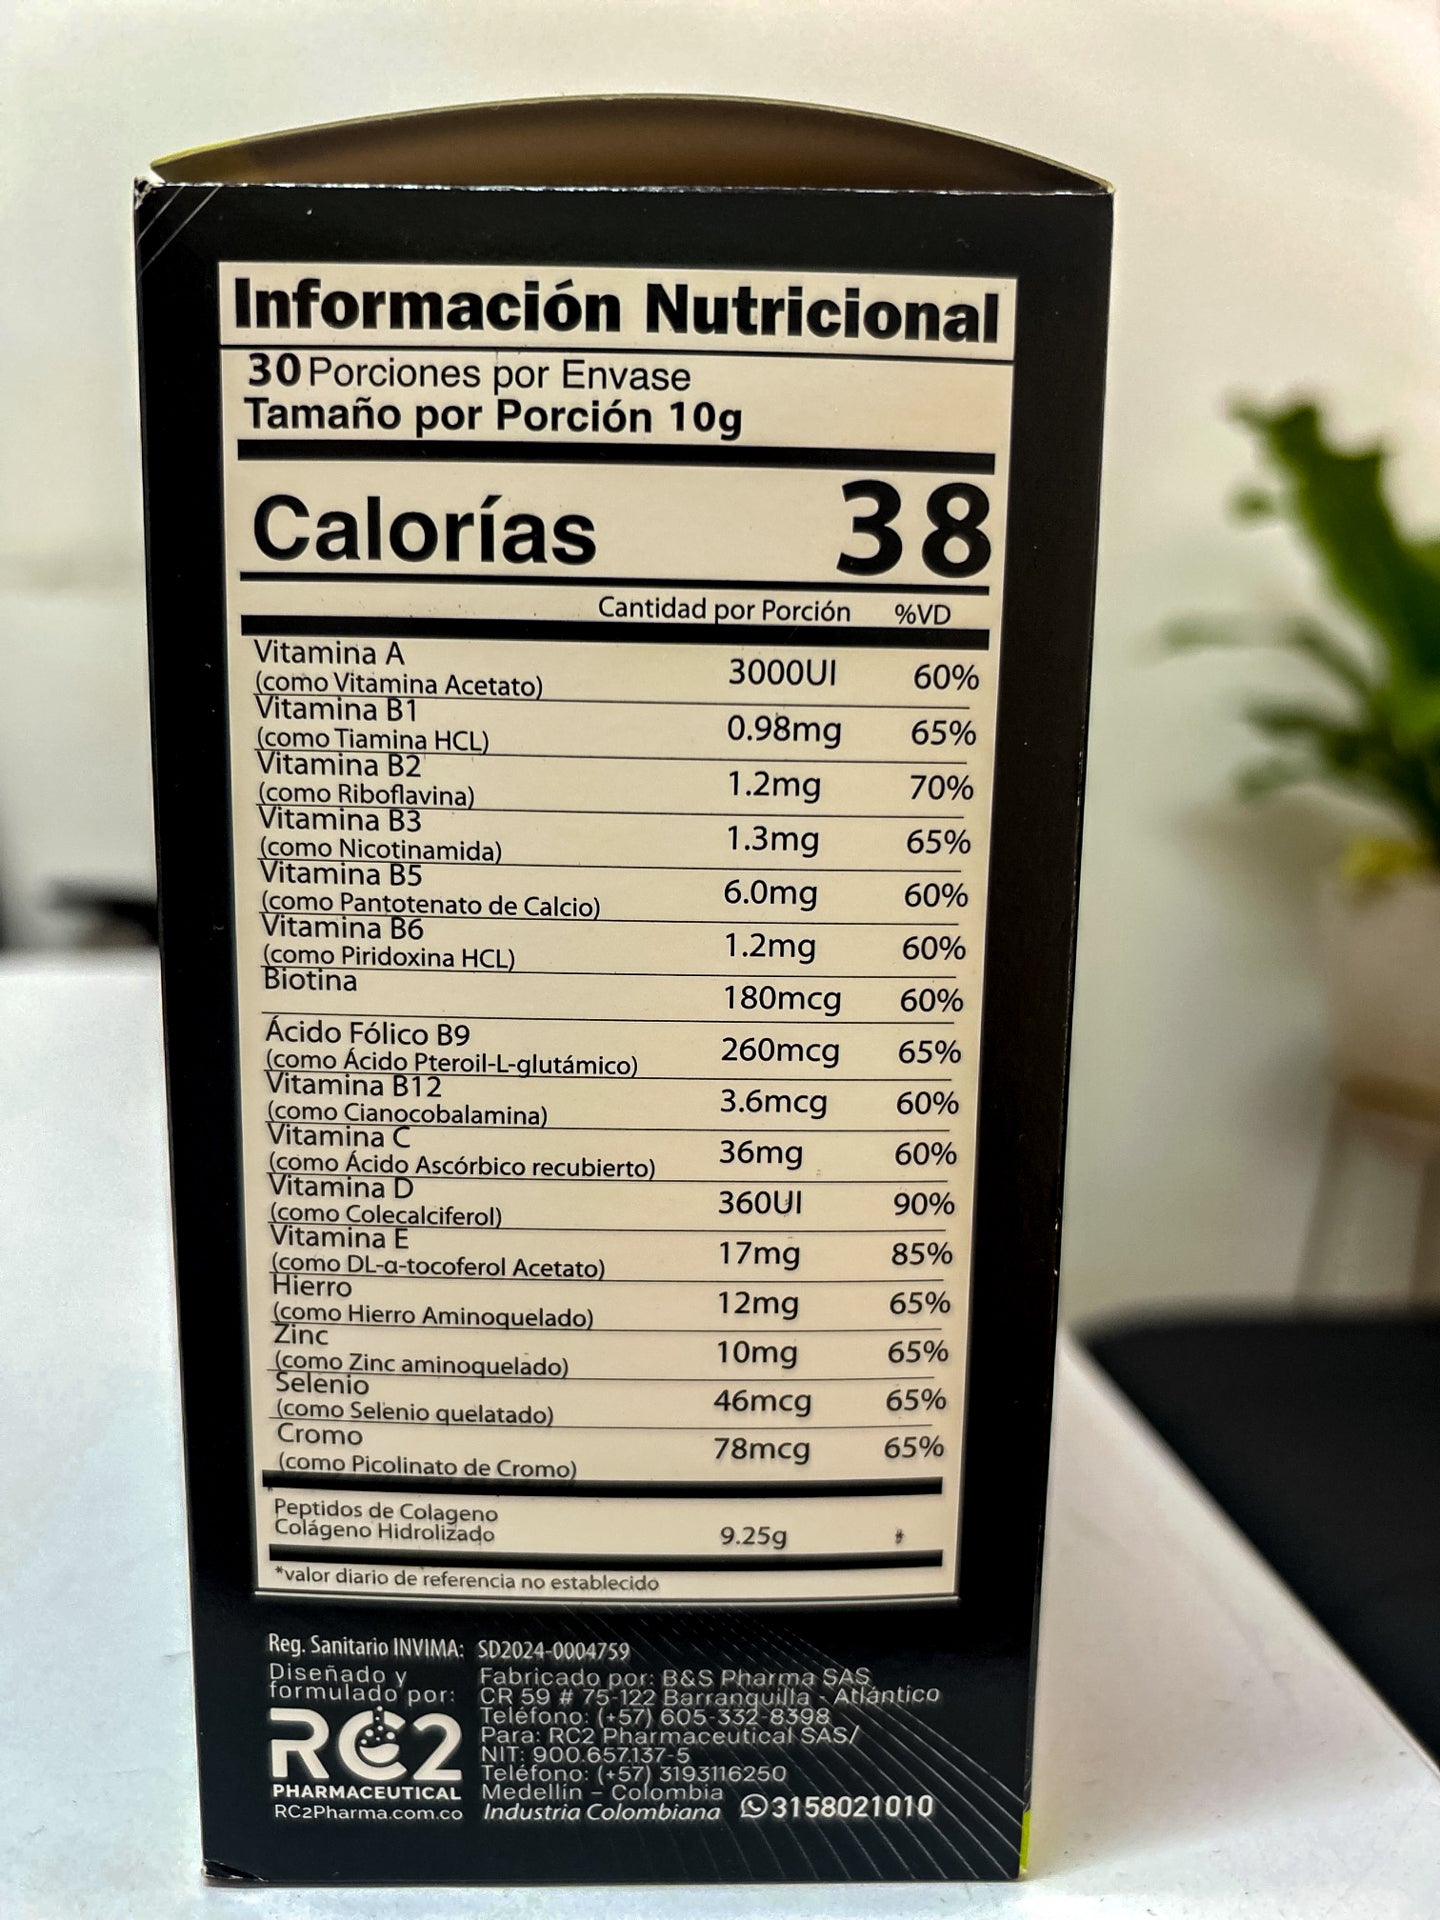 Información Nutricional
30 Porciones por Envase
Tamaño por Porción 10g
Calorías 38
Cantidad por Porción %VD
Vitamina A
(como Vitamina Acetato) 3000UI 60%
Vitamina B1
(como Tiamina HCL) 0.98mg 65%
Vitamina B2
(como Riboflavina) 1.2mg 70%
Vitamina B3
(como Nicotinamida) 1.3mg 65%
Vitamina B5
(como Pantotenato de Calcio) 6.0mg 60%
Vitamina B6
(como Piridoxina HCL) 1.2mg 60%
Biotina 180mcg 60%
Ácido Fólico B9
(como Ácido Pteroil-L-glutámico) 260mcg 65%
Vitamina B12
(como Cianocobalamina) 3.6mcg 60%
Vitamina C
(como Ácido Ascórbico recubierto) 36mg 60%
Vitamina D
(como Colecalciferol) 360UI 90%
Vitamina E
(como DL-α-tocoferol Acetato) 17mg 85%
Hierro
(como Hierro Aminoquelado) 12mg 65%
Zinc
(como Zinc aminoquelado) 10mg 65%
Selenio
(como Selenio quelatado) 46mcg 65%
Cromo
(como Picolinato de Cromo) 78mcg 65%
Peptidos de Colageno
Colágeno Hidrolizado 9.25g *
*valor diario de referencia no establecido
Reg. Sanitario INVIMA: SD2024-0004759
Diseñado y
formulado por:
RC2
PHARMACEUTICAL
RC2Pharma.com.co
Fabricado por: B&S Pharma SAS
CR 59 # 75-122 Barranquilla - Atlántico
Teléfono: (+57) 605-332-8398
Para: RC2 Pharmaceutical SAS/
NIT: 900.657.137-5
Teléfono: (+57) 3193116250
Medellín – Colombia
Industria Colombiana 3158021010